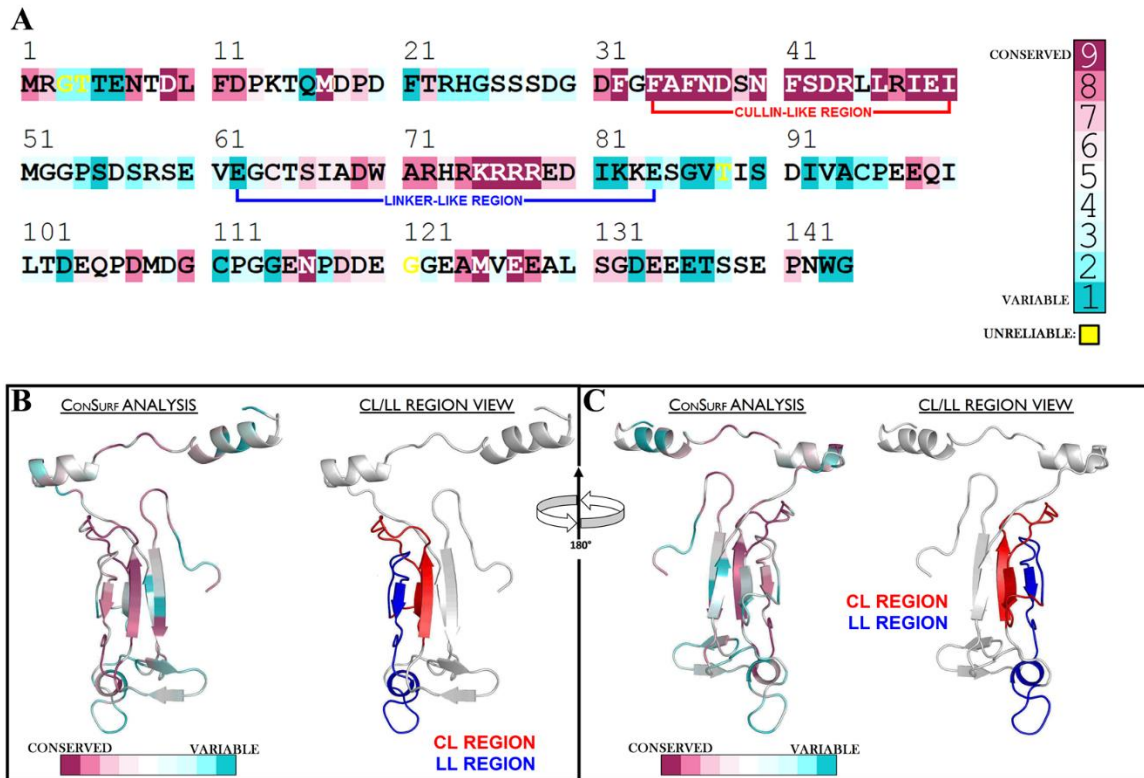 A
1 11 21 31 41
MRGTTENTDL FDPKTQMDPD FTRHGSSSDG DFGFAFNDSN FSDRLLRIEI
CULLIN-LIKE REGION
51 61 71 81 91
MGGPSDSRSE VEGCTSIADW ARHRKRRRED IKKESGVTIS DIVACPEEQI
LINKER-LIKE REGION
101 111 121 131 141
LTDEQPDMDG CPGGENPDDE GGEAMVEEAL SGDEEETSSE PNWG
CONSERVED 9
8
7
6
5
4
3
2
VARIABLE 1
UNRELIABLE:
B
CONSURF ANALYSIS CL/LL REGION VIEW
CONSERVED VARIABLE
CL REGION
LL REGION
180°
C
CONSURF ANALYSIS CL/LL REGION VIEW
CL REGION
LL REGION
CONSERVED VARIABLE